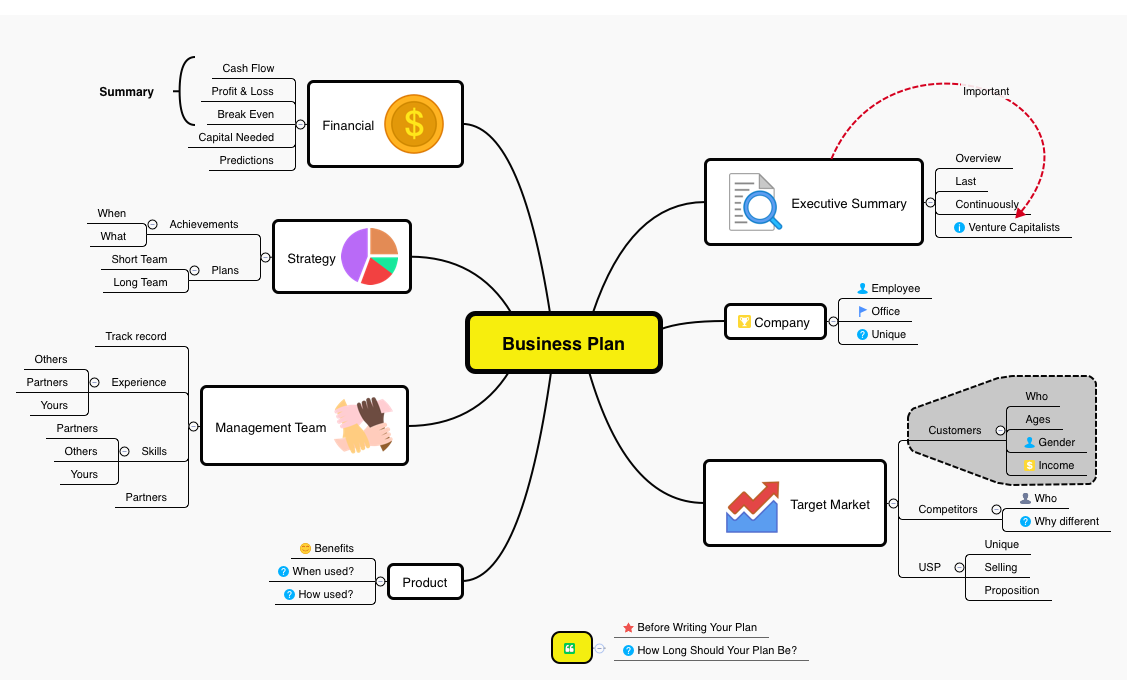 Business Plan
Financial
Cash Flow
Profit & Loss
Break Even
Capital Needed
Predictions
Summary
Strategy
Achievements
When
What
Plans
Short Team
Long Team
Management Team
Track record
Experience
Others
Partners
Yours
Skills
Partners
Others
Yours
Partners
Product
Benefits
When used?
How used?
Executive Summary
Important
Overview
Last
Continuously
Venture Capitalists
Company
Employee
Office
Unique
Target Market
Customers
Who
Ages
Gender
Income
Competitors
Who
Why different
USP
Unique
Selling
Proposition
Before Writing Your Plan
How Long Should Your Plan Be?